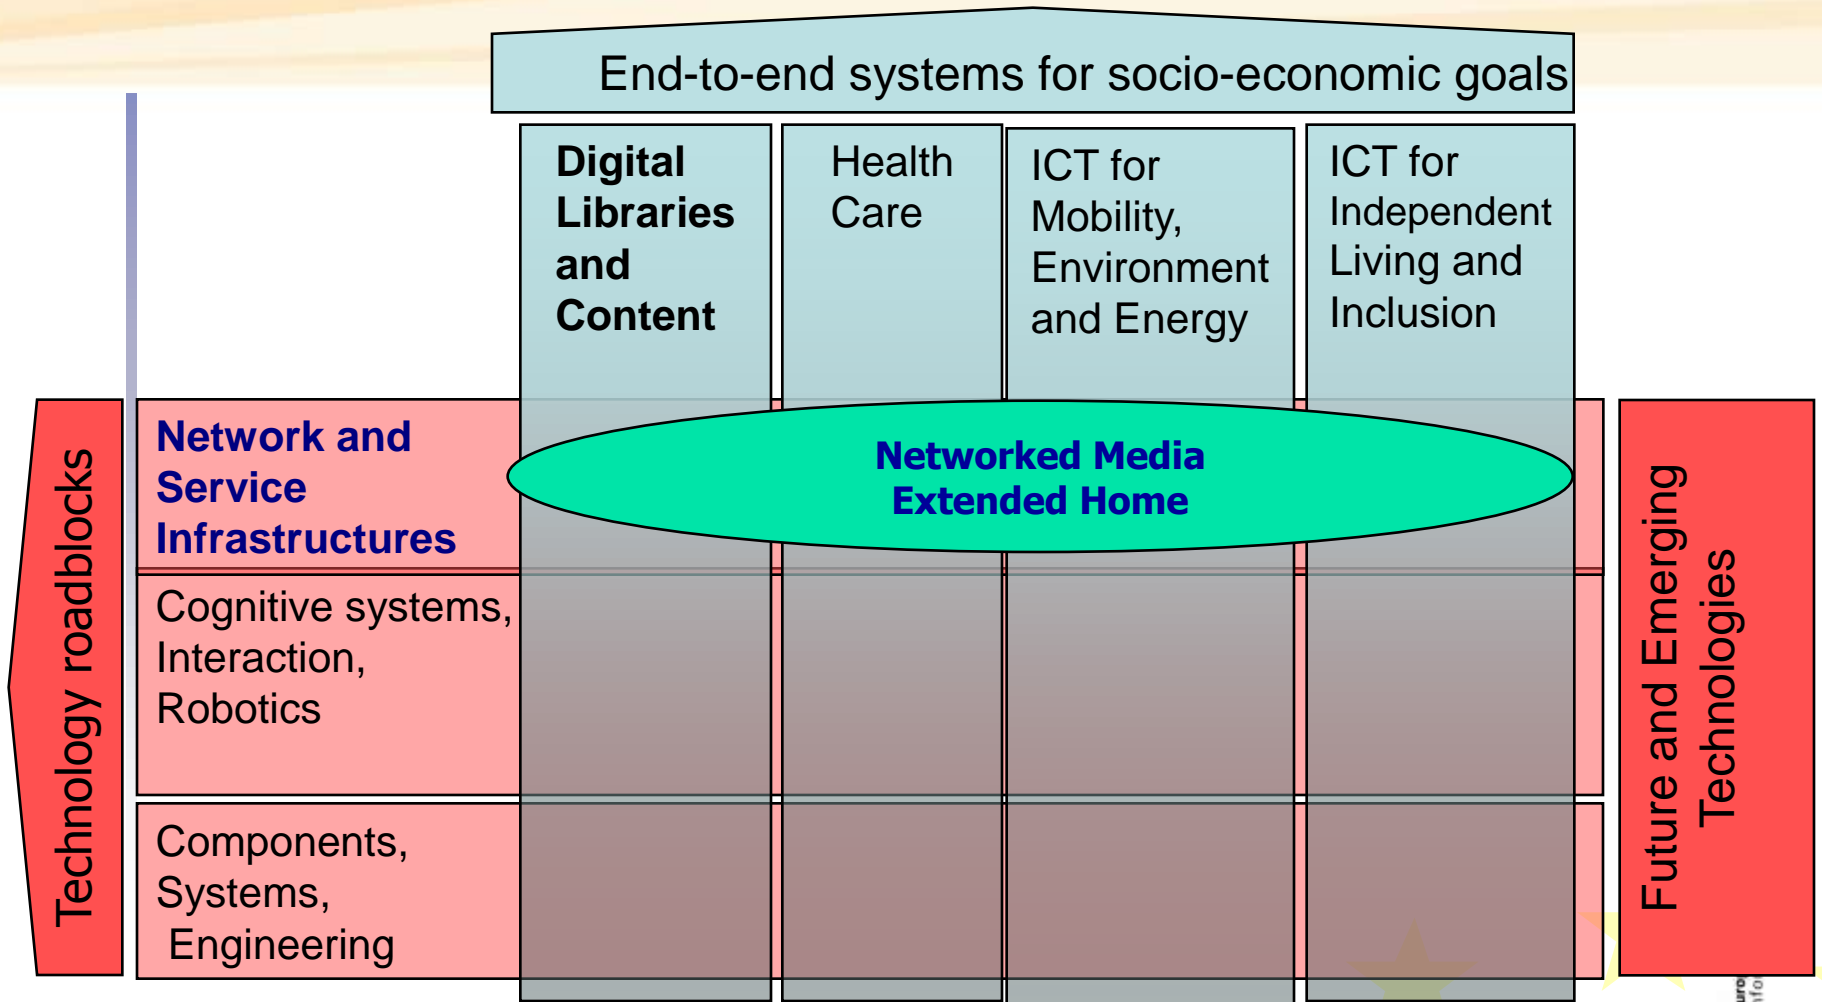 End-to-end systems for socio-economic goals
Digital
Libraries
and
Content
Health
Care
ICT for
Mobility,
Environment
and Energy
ICT for
Independent
Living and
Inclusion
Technology roadblocks
Network and
Service
Infrastructures
Networked Media
Extended Home
Cognitive systems,
Interaction,
Robotics
Components,
Systems,
Engineering
Future and Emerging
Technologies